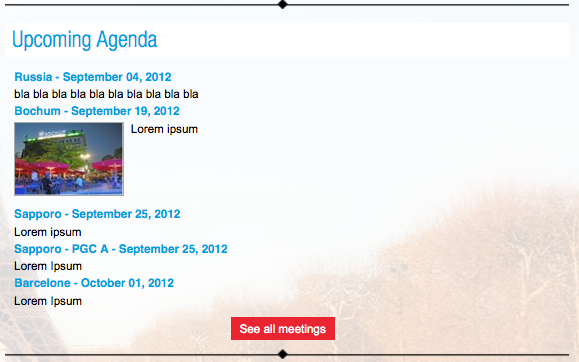 Upcoming Agenda
Russia - September 04, 2012
bla bla bla bla bla bla bla bla bla bla
Bochum - September 19, 2012
Lorem ipsum
Sapporo - September 25, 2012
Lorem ipsum
Sapporo - PGC A - September 25, 2012
Lorem Ipsum
Barcelone - October 01, 2012
Lorem Ipsum
See all meetings